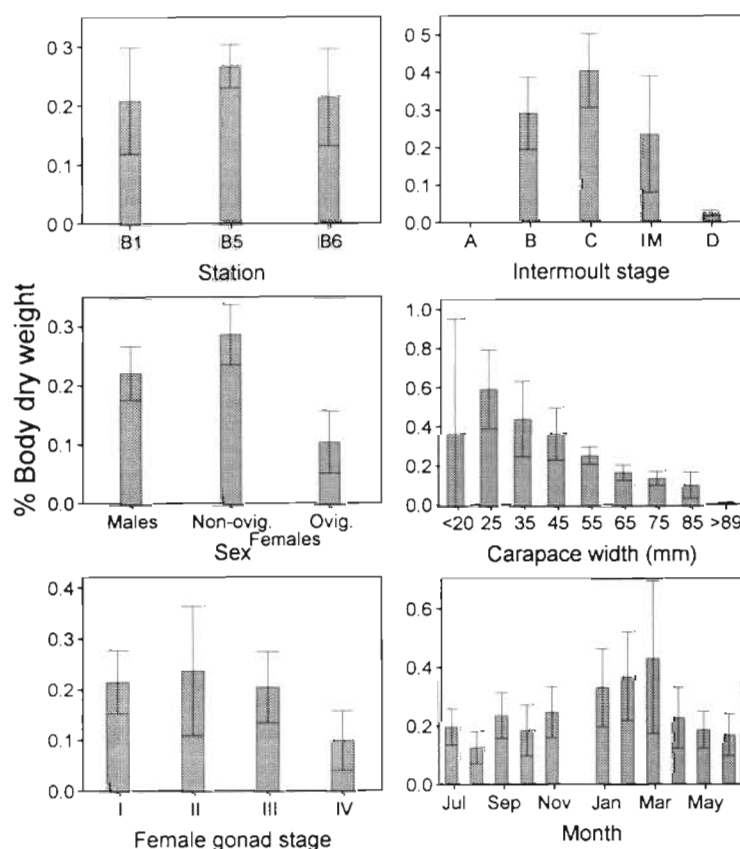 % Body dry weight
0 3
0.2
0.1
0.0
B1 B5 B6
Station
0 5
0.4
0.3
0.2
0.1
0.0
A B C IM D
Intermoult stage
0.3
0.2
0.1
0.0
Males Non-ovig. Ovig.
Females
Sex
1.0
0.8
0.6
0.4
0.2
0.0
<20 25 35 45 55 65 75 85 >89
Carapace width (mm)
0.4
0.3
0.2
0.1
0.0
I II III IV
Female gonad stage
0.6
0.4
0.2
0.0
Jul Sep Nov Jan Mar May
Month